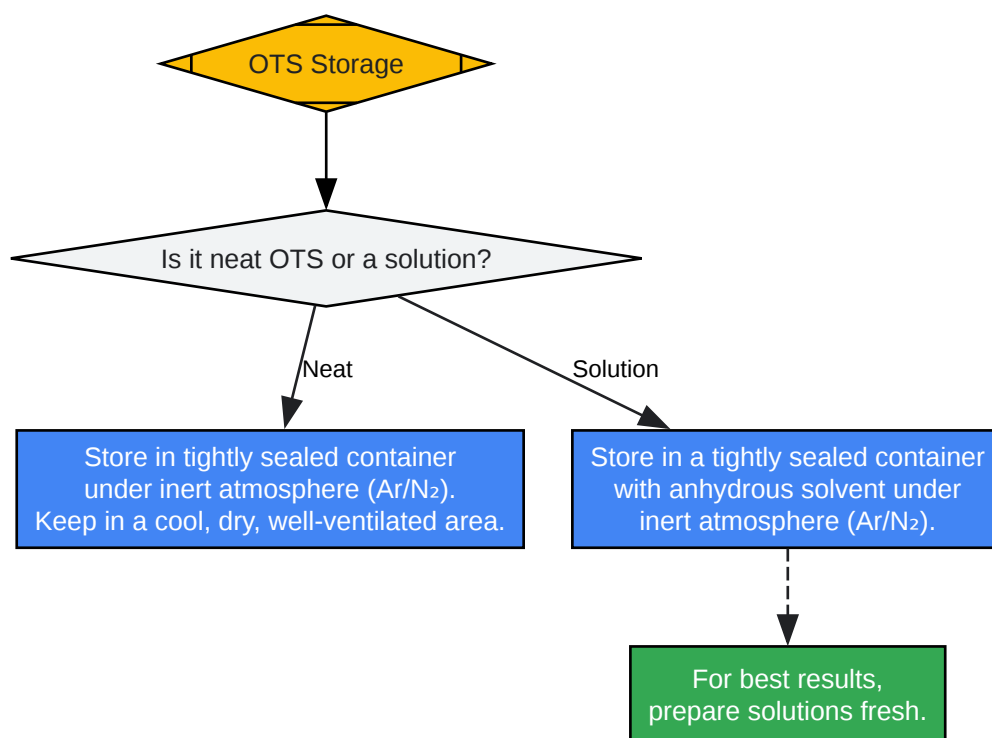 OTS Storage
Is it neat OTS or a solution?
Neat
Solution
Store in tightly sealed container
under inert atmosphere (Ar/N₂).
Keep in a cool, dry, well-ventilated area.
Store in a tightly sealed container
with anhydrous solvent under
inert atmosphere (Ar/N₂).
For best results,
prepare solutions fresh.